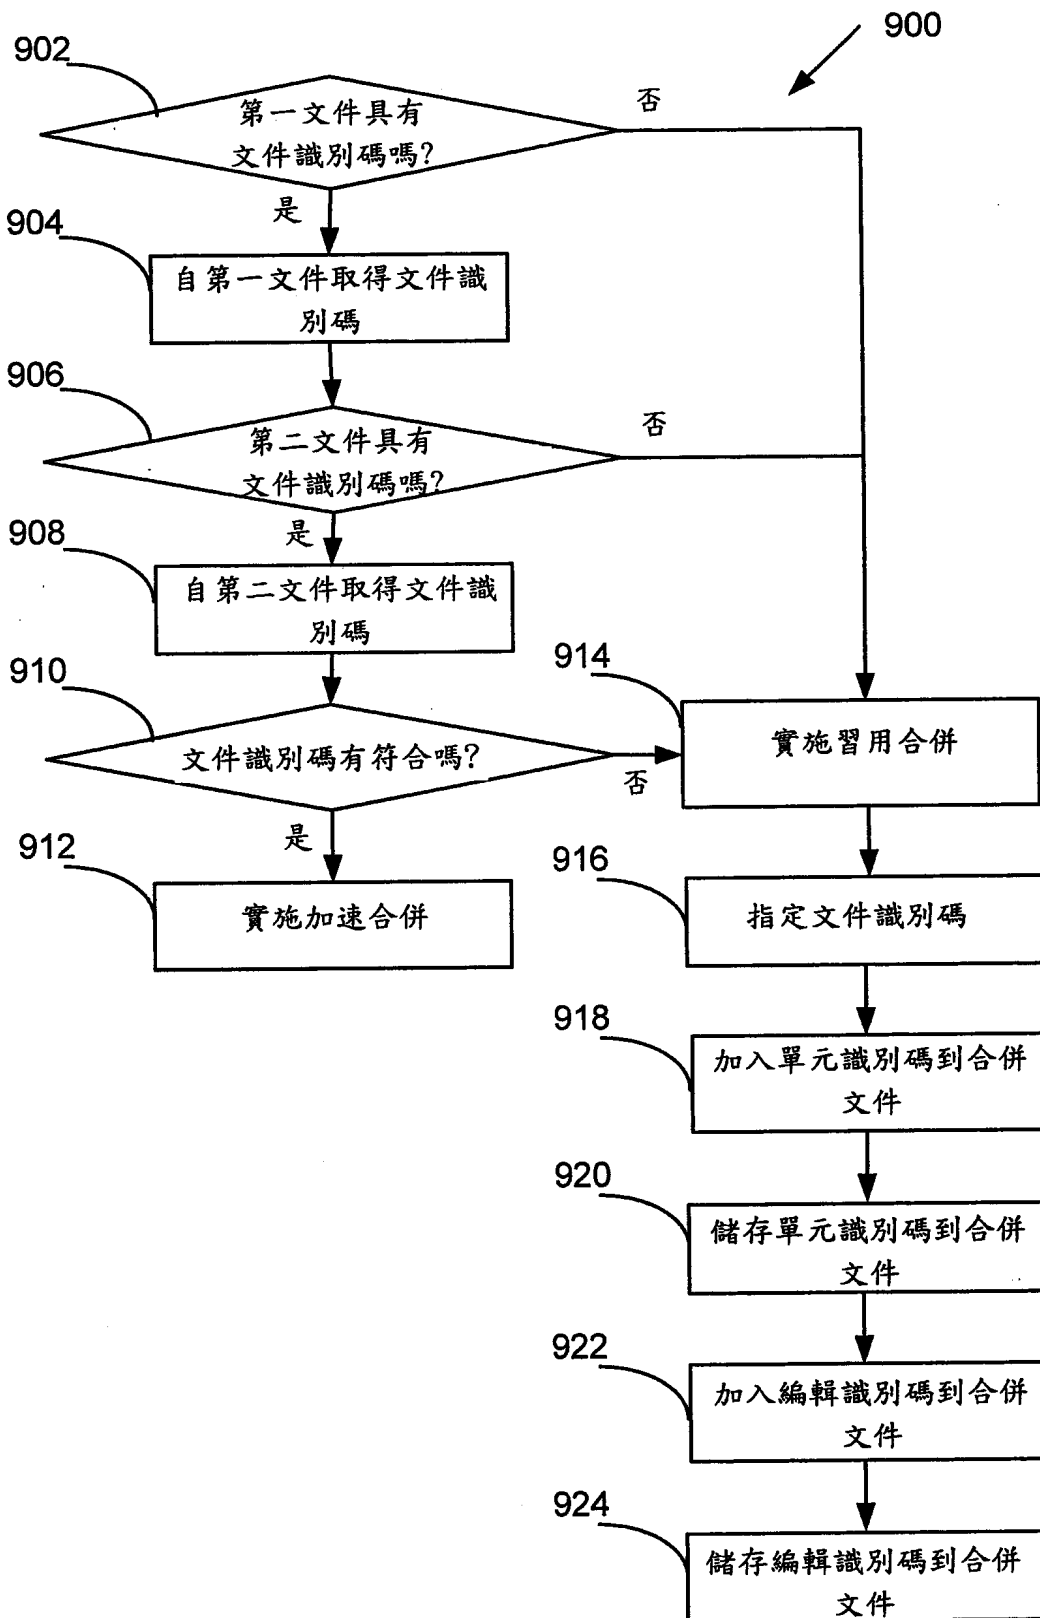 900
902
第一文件具有
文件識別碼嗎?
否
是
904
自第一文件取得文件識
別碼
906
第二文件具有
文件識別碼嗎?
否
是
908
自第二文件取得文件識
別碼
910
文件識別碼有符合嗎?
否
是
912
實施加速合併
914
實施習用合併
916
指定文件識別碼
918
加入單元識別碼到合併
文件
920
儲存單元識別碼到合併
文件
922
加入編輯識別碼到合併
文件
924
儲存編輯識別碼到合併
文件